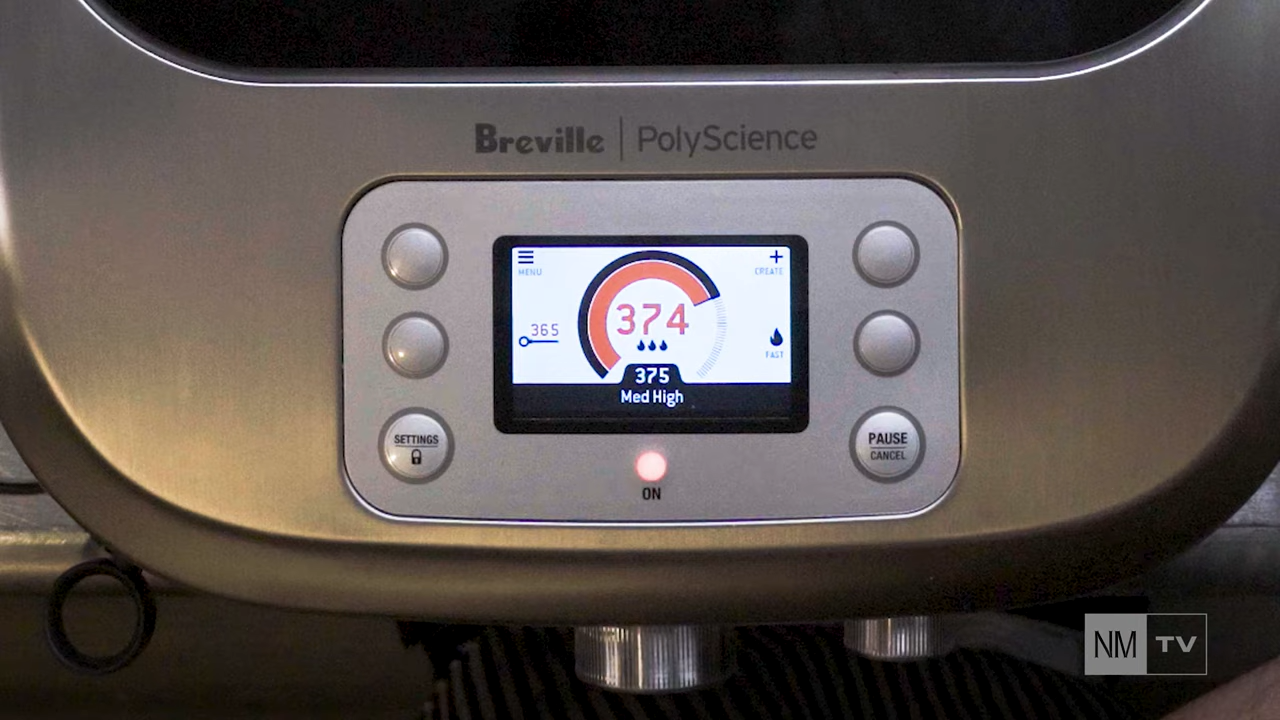 Breville | PolyScience
MENU
CREATE
374
365
FAST
375
Med High
SETTINGS
PAUSE
CANCEL
ON
NM TV